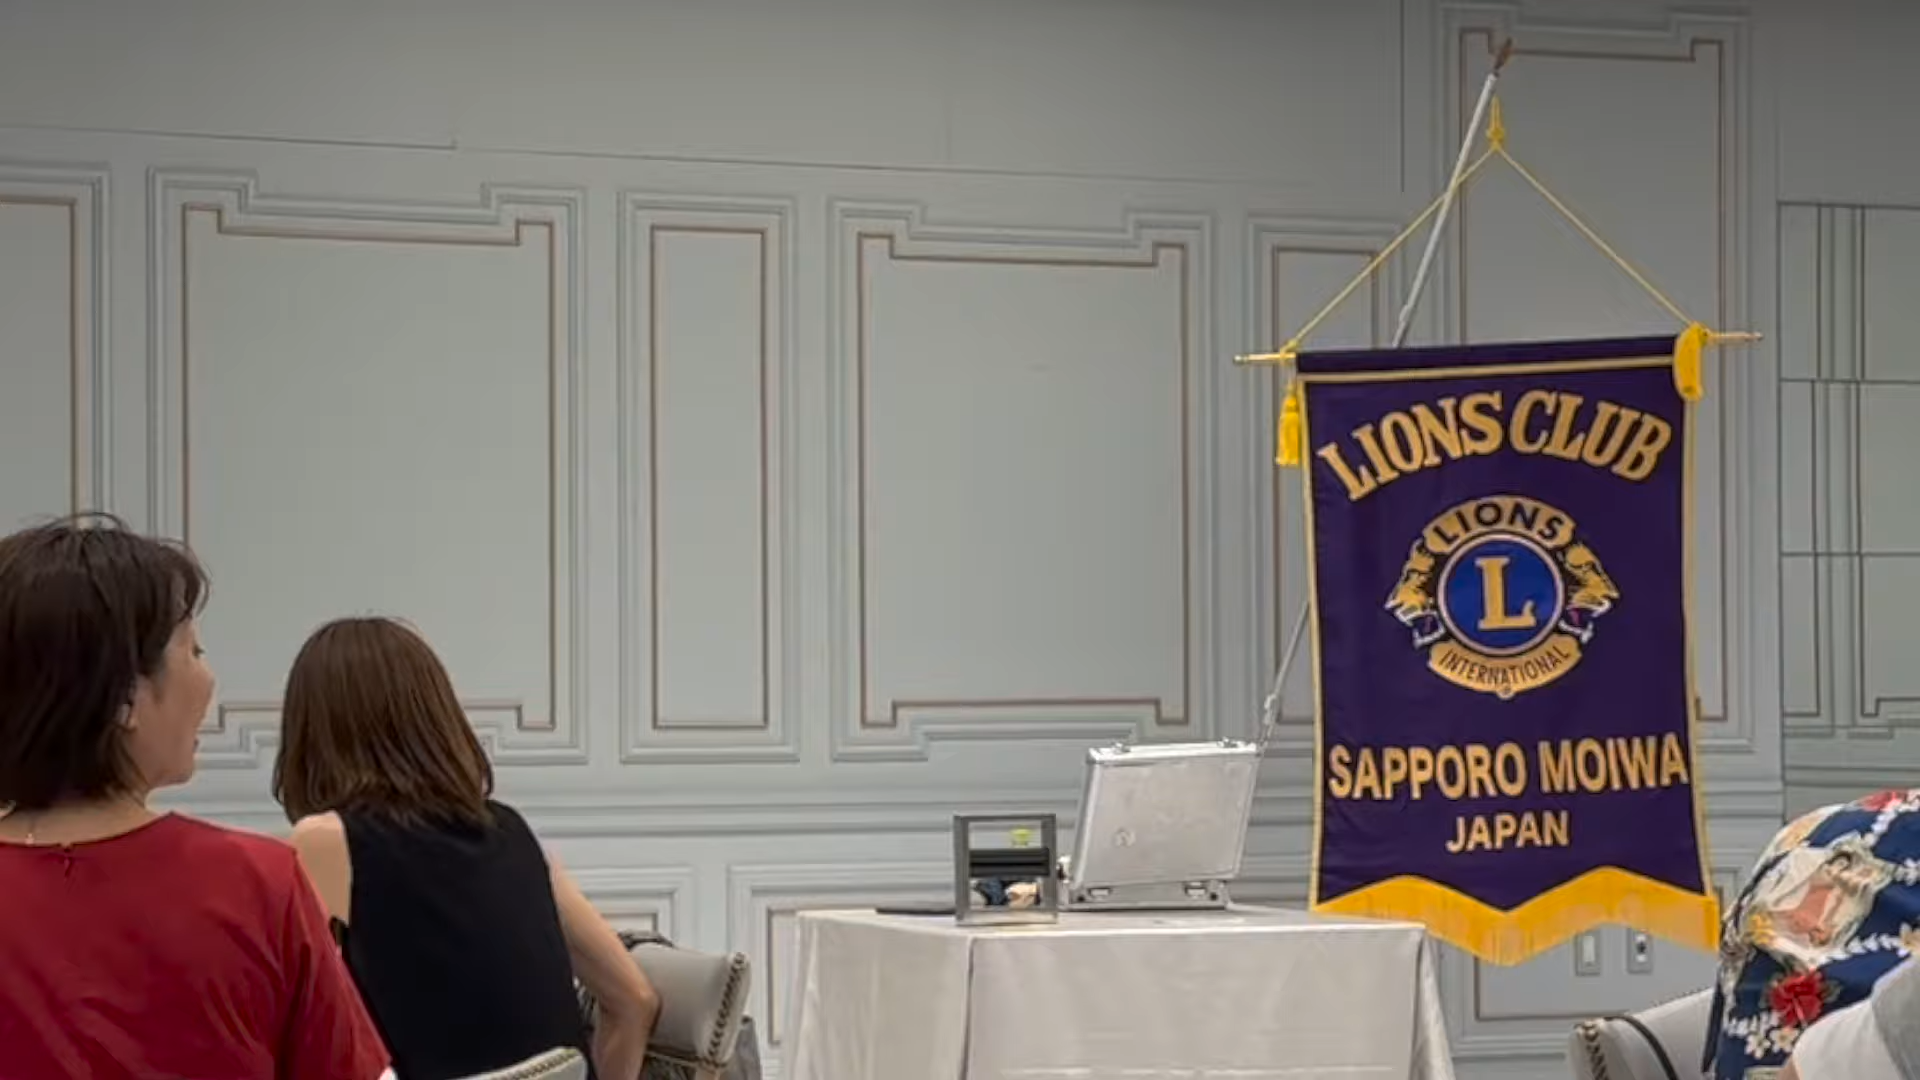 LIONS CLUB
LIONS
L
INTERNATIONAL
SAPPORO MOIWA
JAPAN